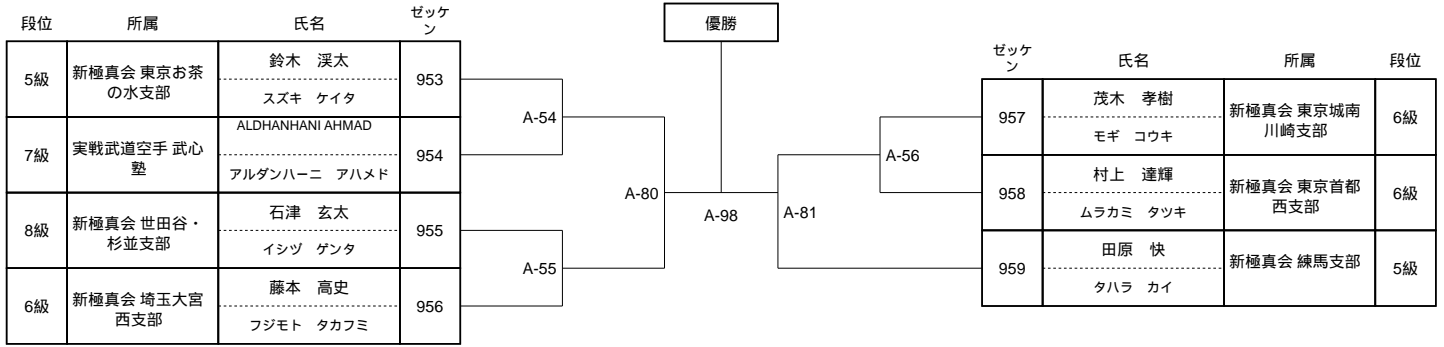 段位
所属
氏名
ゼッケ
ン
5級
新極真会 東京お茶
の水支部
鈴木　渓太
スズキ　ケイタ
953
7級
実戦武道空手 武心
塾
ALDHANHANI AHMAD
アルダンハーニ　アハメド
954
8級
新極真会 世田谷・
杉並支部
石津　玄太
イシヅ　ゲンタ
955
6級
新極真会 埼玉大宮
西支部
藤本　高史
フジモト　タカフミ
956
A-54
A-55
A-80
優勝
A-98
A-81
A-56
ゼッケ
ン
氏名
所属
段位
957
茂木　孝樹
モギ　コウキ
新極真会 東京城南
川崎支部
6級
958
村上　達輝
ムラカミ　タツキ
新極真会 東京首都
西支部
6級
959
田原　快
タハラ　カイ
新極真会 練馬支部
5級